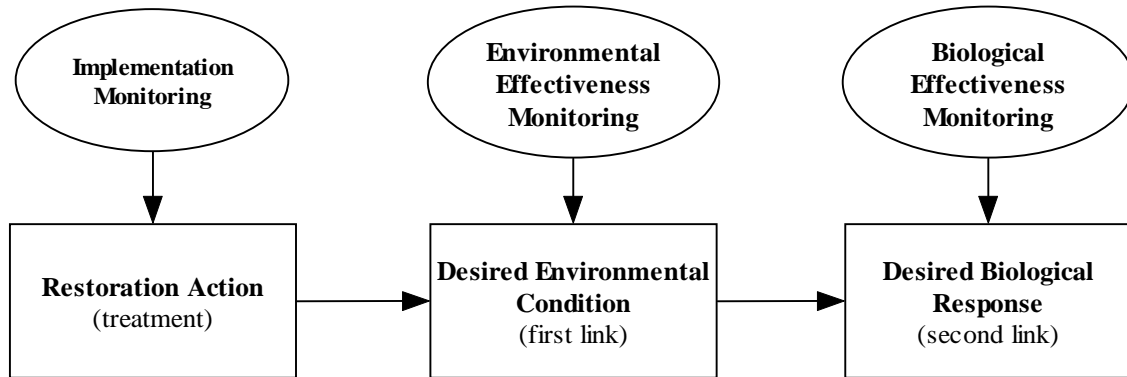 Implementation
Monitoring
Environmental
Effectiveness
Monitoring
Biological
Effectiveness
Monitoring
Restoration Action
(treatment)
Desired Environmental
Condition
(first link)
Desired Biological
Response
(second link)